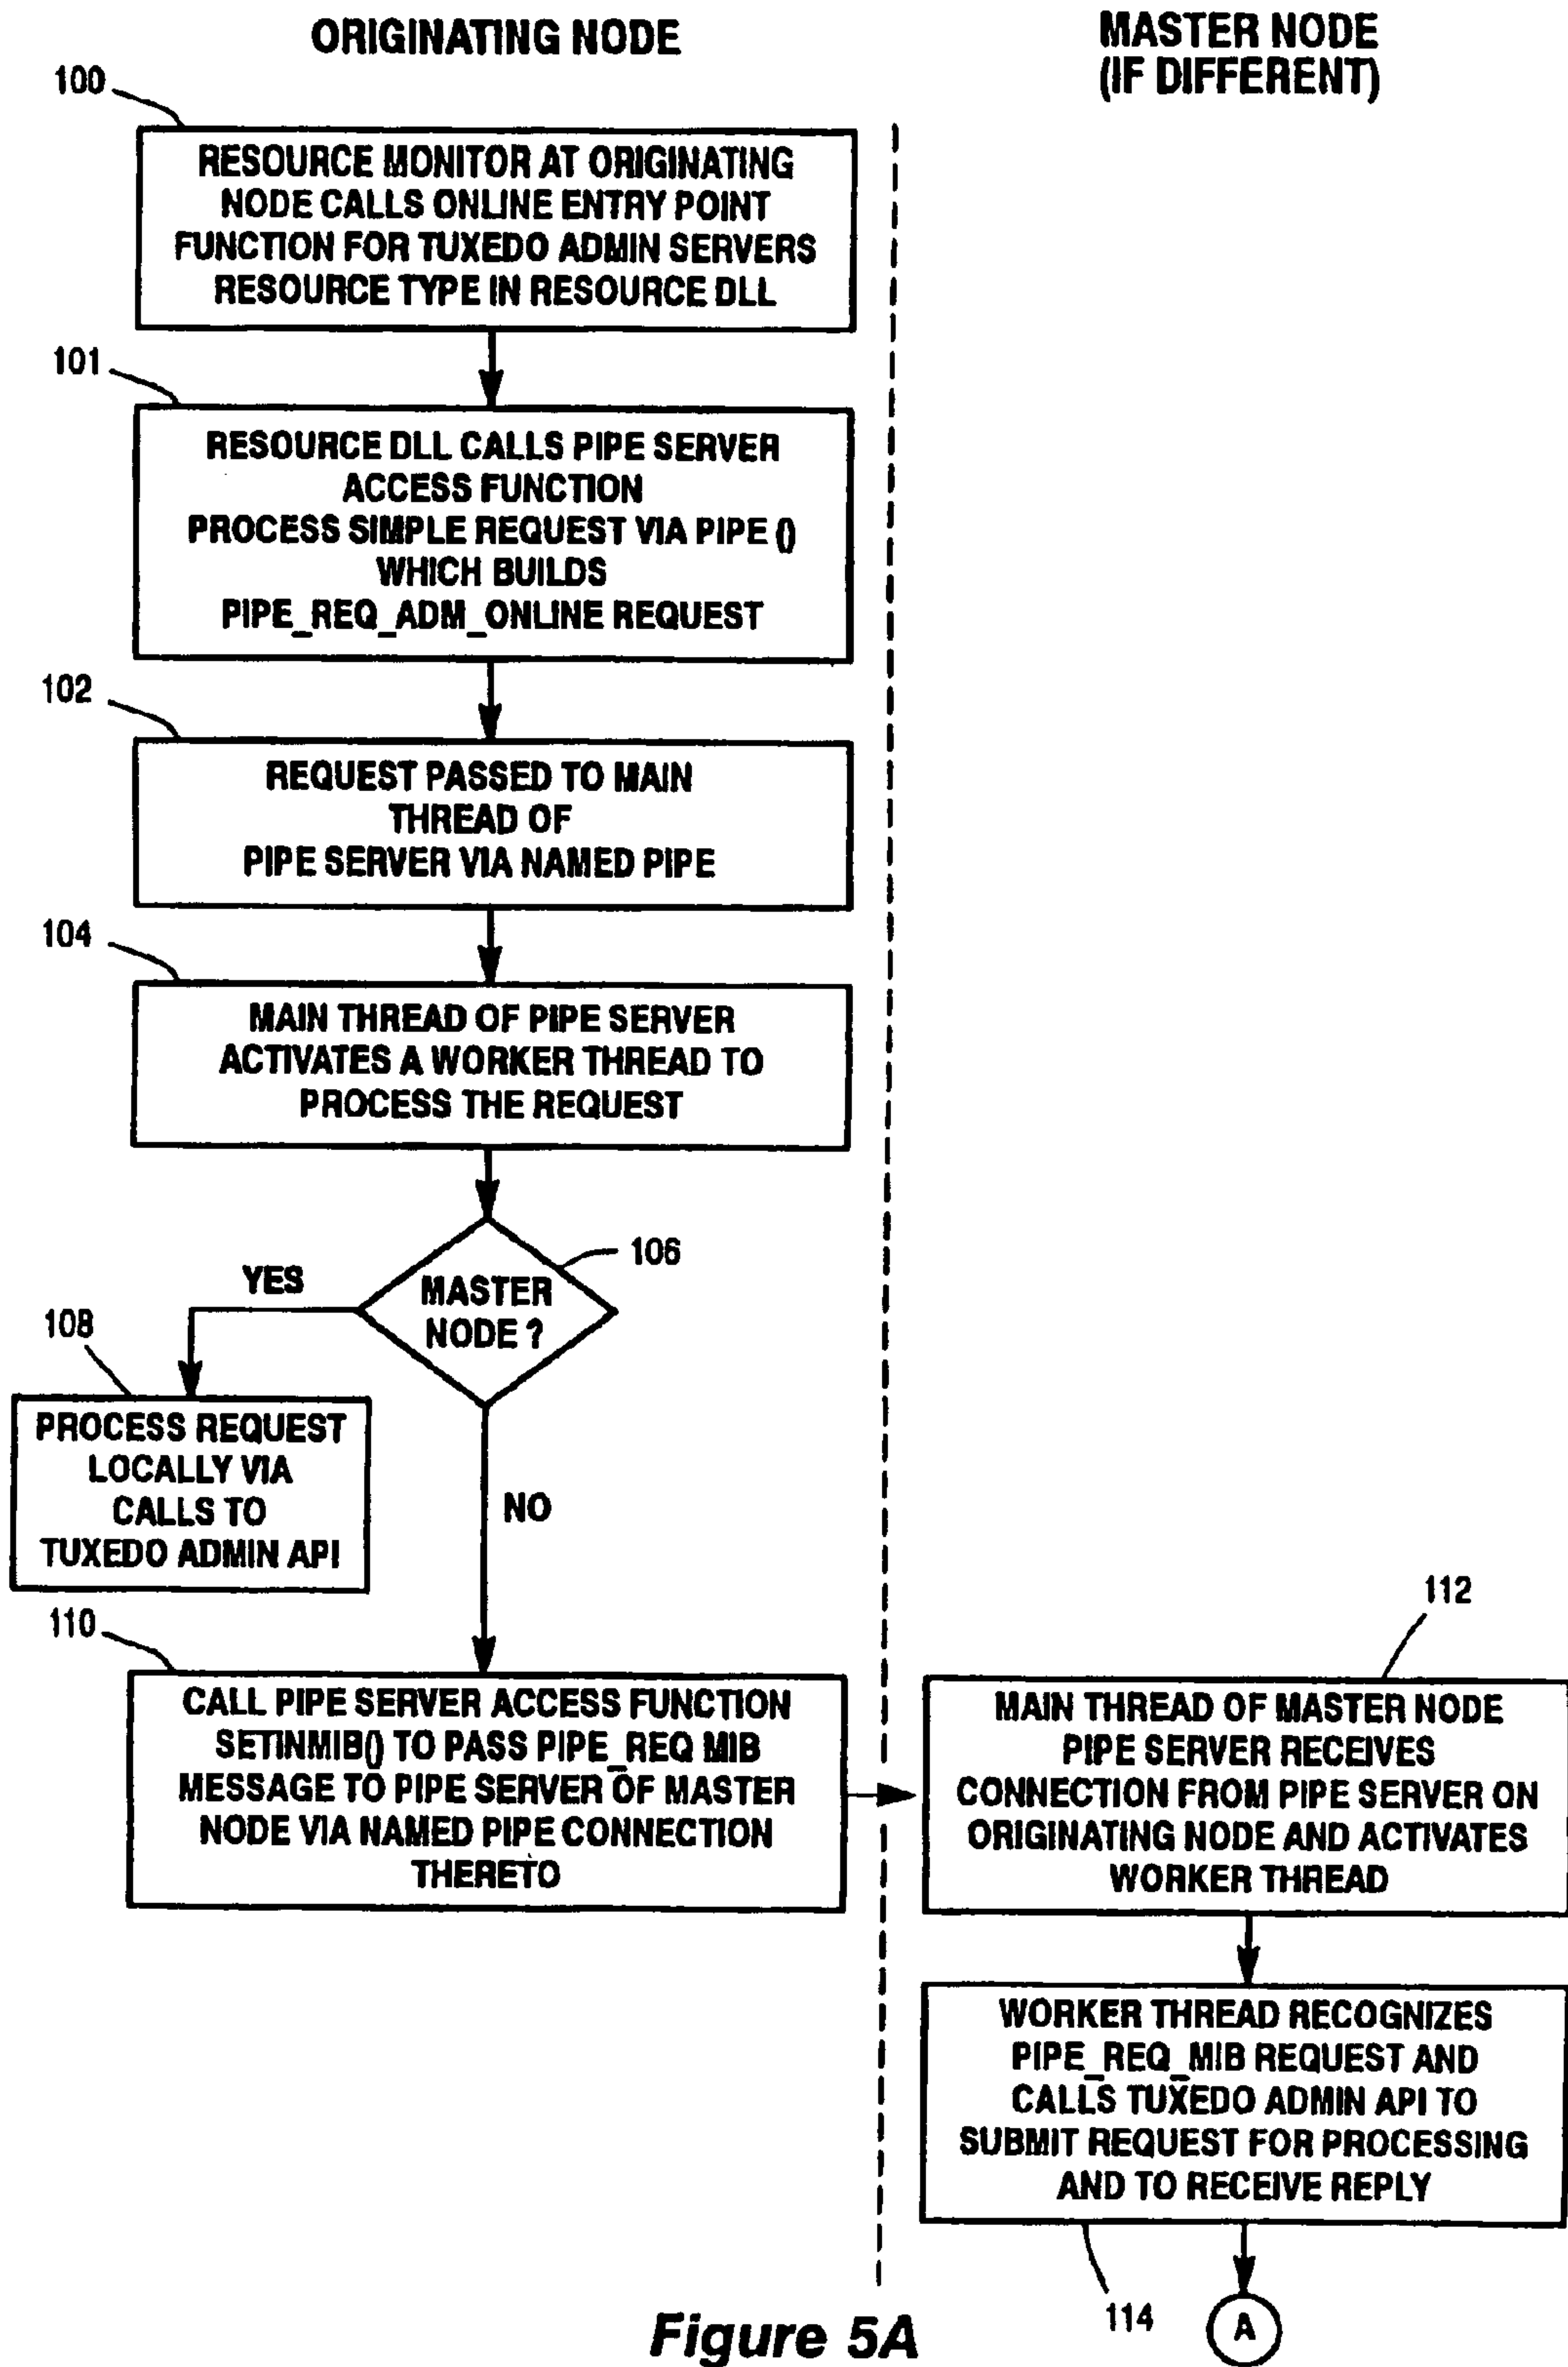 ORIGINATING NODE
MASTER NODE
(IF DIFFERENT)
100
RESOURCE MONITOR AT ORIGINATING
NODE CALLS ONLINE ENTRY POINT
FUNCTION FOR TUXEDO ADMIN SERVERS
RESOURCE TYPE IN RESOURCE DLL
101
RESOURCE DLL CALLS PIPE SERVER
ACCESS FUNCTION
PROCESS SIMPLE REQUEST VIA PIPE ()
WHICH BUILDS
PIPE_REQ_ADM_ONLINE REQUEST
102
REQUEST PASSED TO MAIN
THREAD OF
PIPE SERVER VIA NAMED PIPE
104
MAIN THREAD OF PIPE SERVER
ACTIVATES A WORKER THREAD TO
PROCESS THE REQUEST
106
MASTER
NODE ?
YES
108
PROCESS REQUEST
LOCALLY VIA
CALLS TO
TUXEDO ADMIN API
NO
110
CALL PIPE SERVER ACCESS FUNCTION
SETINMIB() TO PASS PIPE_REQ MIB
MESSAGE TO PIPE SERVER OF MASTER
NODE VIA NAMED PIPE CONNECTION
THERETO
112
MAIN THREAD OF MASTER NODE
PIPE SERVER RECEIVES
CONNECTION FROM PIPE SERVER ON
ORIGINATING NODE AND ACTIVATES
WORKER THREAD
WORKER THREAD RECOGNIZES
PIPE_REQ_MIB REQUEST AND
CALLS TUXEDO ADMIN API TO
SUBMIT REQUEST FOR PROCESSING
AND TO RECEIVE REPLY
114
A
Figure 5A